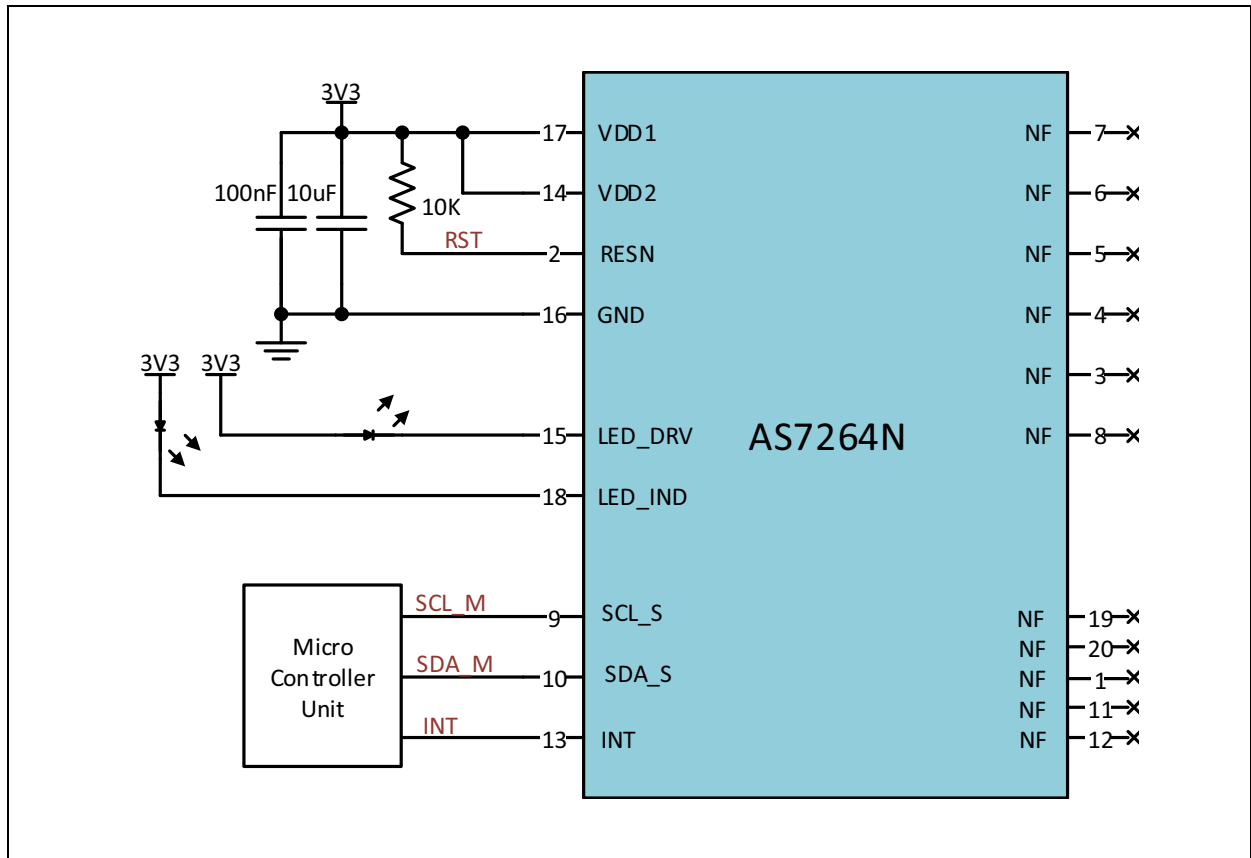 3V3
17 VDD1 NF 7
100nF 10uF 10K 14 VDD2 NF 6
RST 2 RESN NF 5
16 GND NF 4
3V3 3V3 NF 3
15 LED_DRV AS7264N NF 8
18 LED_IND
SCL_M 9 SCL_S NF 19
Micro NF 20
Controller SDA_M 10 SDA_S NF 1
Unit NF 11
INT 13 INT NF 12